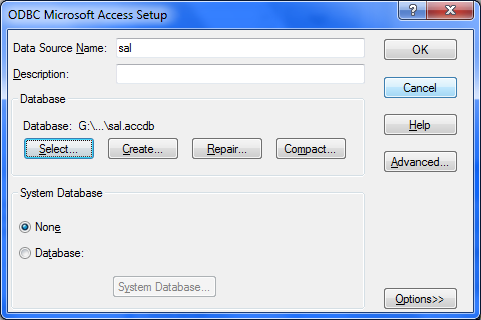 ODBC Microsoft Access Setup
Data Source Name: sal
OK
Description:
Cancel
Database
Database: G:\...\sal.accdb
Help
Select... Create... Repair... Compact...
Advanced...
System Database
None
Database:
System Database...
Options>>